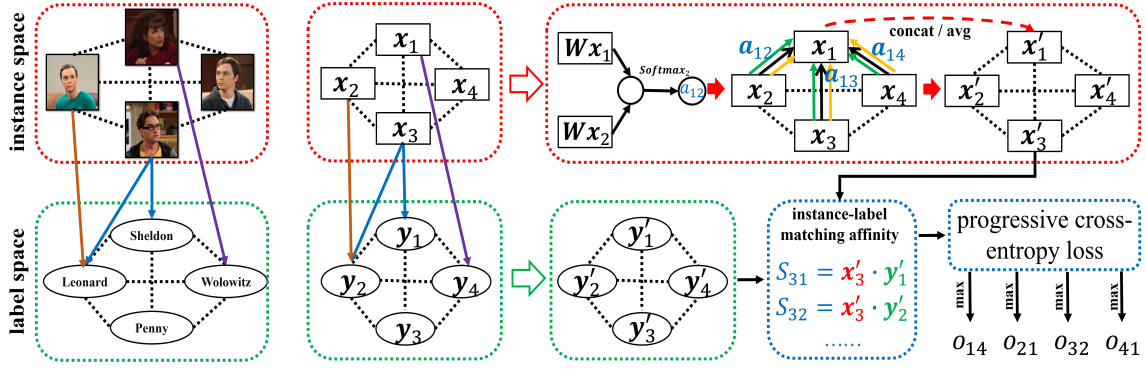 instance space
label space
Sheldon
Leonard
Wolowitz
Penny
x₁
x₂
x₄
x₃
y₁
y₂
y₄
y₃
Wx₁
Wx₂
Softmax₂
a₁₂
a₁₂
x₁
a₁₄
a₁₃
x₂
x₄
x₃
concat / avg
x′₁
x′₂
x′₄
x′₃
y′₁
y′₂
y′₄
y′₃
instance-label
matching affinity
S₃₁ = x′₃ · y′₁
S₃₂ = x′₃ · y′₂
......
progressive cross-
entropy loss
max
max
max
max
o₁₄
o₂₁
o₃₂
o₄₁